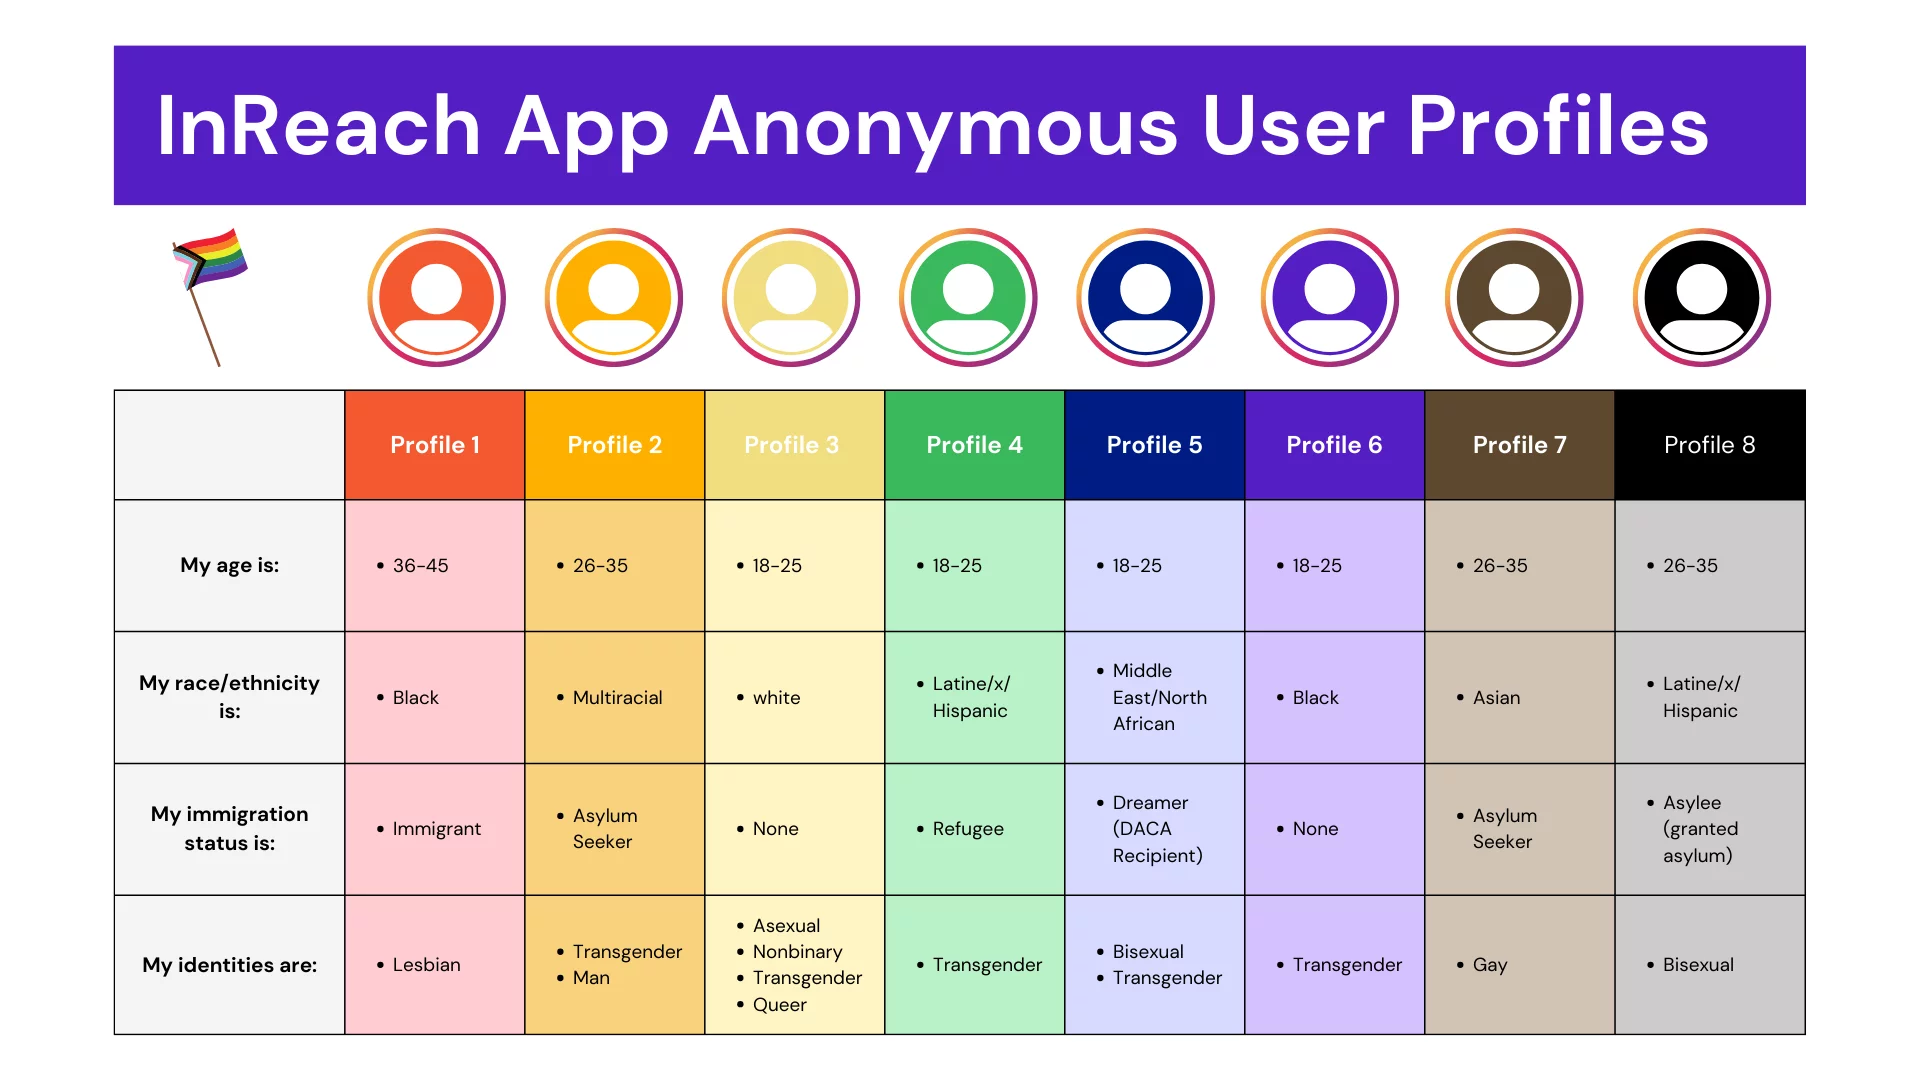 InReach App Anonymous User Profiles
Profile 1
Profile 2
Profile 3
Profile 4
Profile 5
Profile 6
Profile 7
Profile 8
My age is:
• 36-45
• 26-35
• 18-25
• 18-25
• 18-25
• 18-25
• 26-35
• 26-35
My race/ethnicity
is:
• Black
• Multiracial
• white
• Latine/x/
Hispanic
• Middle
East/North
African
• Black
• Asian
• Latine/x/
Hispanic
My immigration
status is:
• Immigrant
• Asylum
Seeker
• None
• Refugee
• Dreamer
(DACA
Recipient)
• None
• Asylum
Seeker
• Asylee
(granted
asylum)
My identities are:
• Lesbian
• Transgender
• Man
• Asexual
• Nonbinary
• Transgender
• Queer
• Transgender
• Bisexual
• Transgender
• Transgender
• Gay
• Bisexual